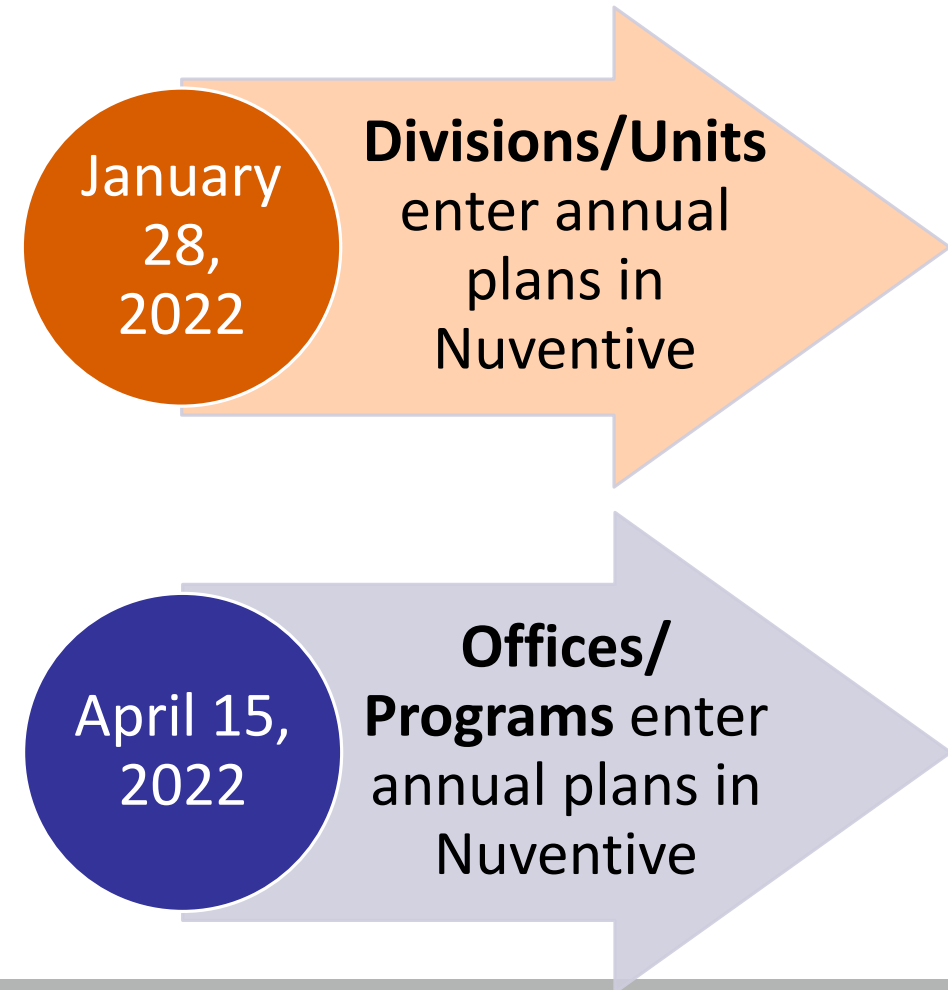 January
28,
2022
Divisions/Units
enter annual
plans in
Nuventive
April 15,
2022
Offices/
Programs enter
annual plans in
Nuventive